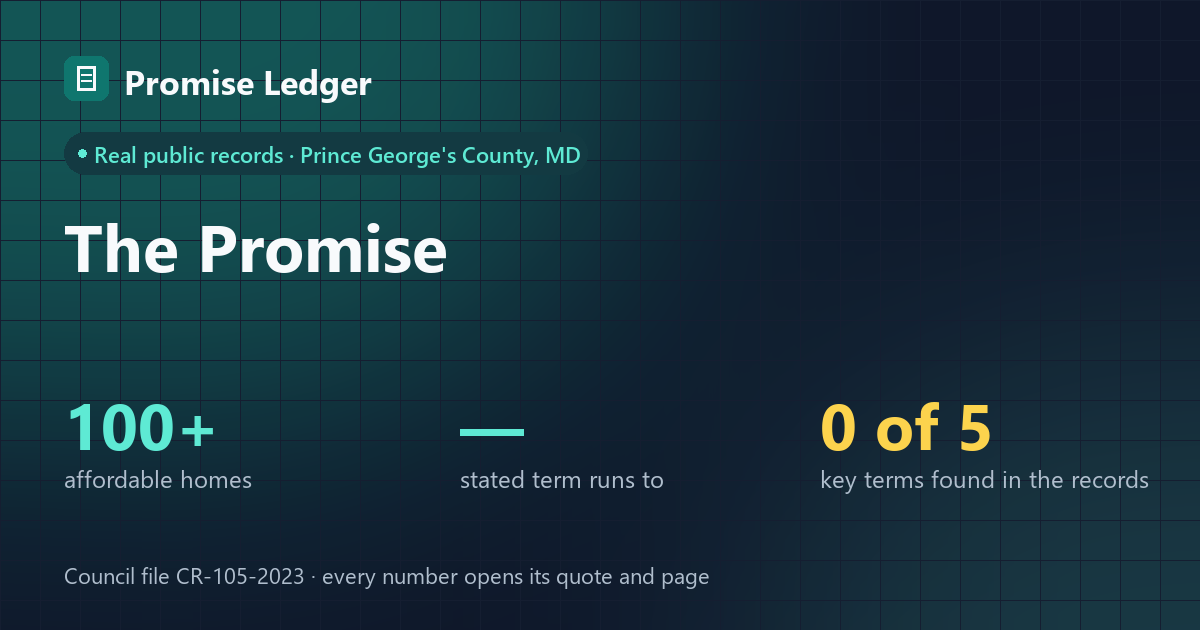 Promise Ledger
Real public records · Prince George's County, MD
The Promise
100+
affordable homes
—
stated term runs to
0 of 5
key terms found in the records
Council file CR-105-2023 · every number opens its quote and page